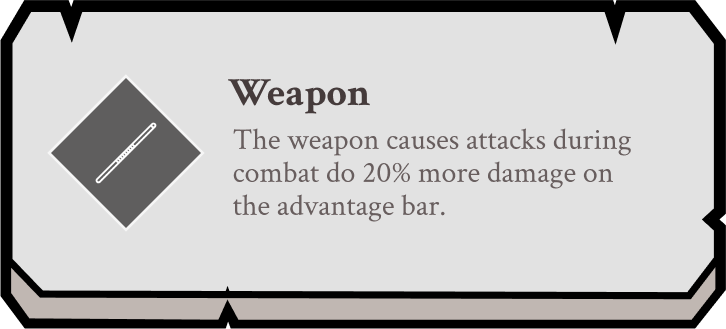 Weapon
The weapon causes attacks during
combat do 20% more damage on
the advantage bar.